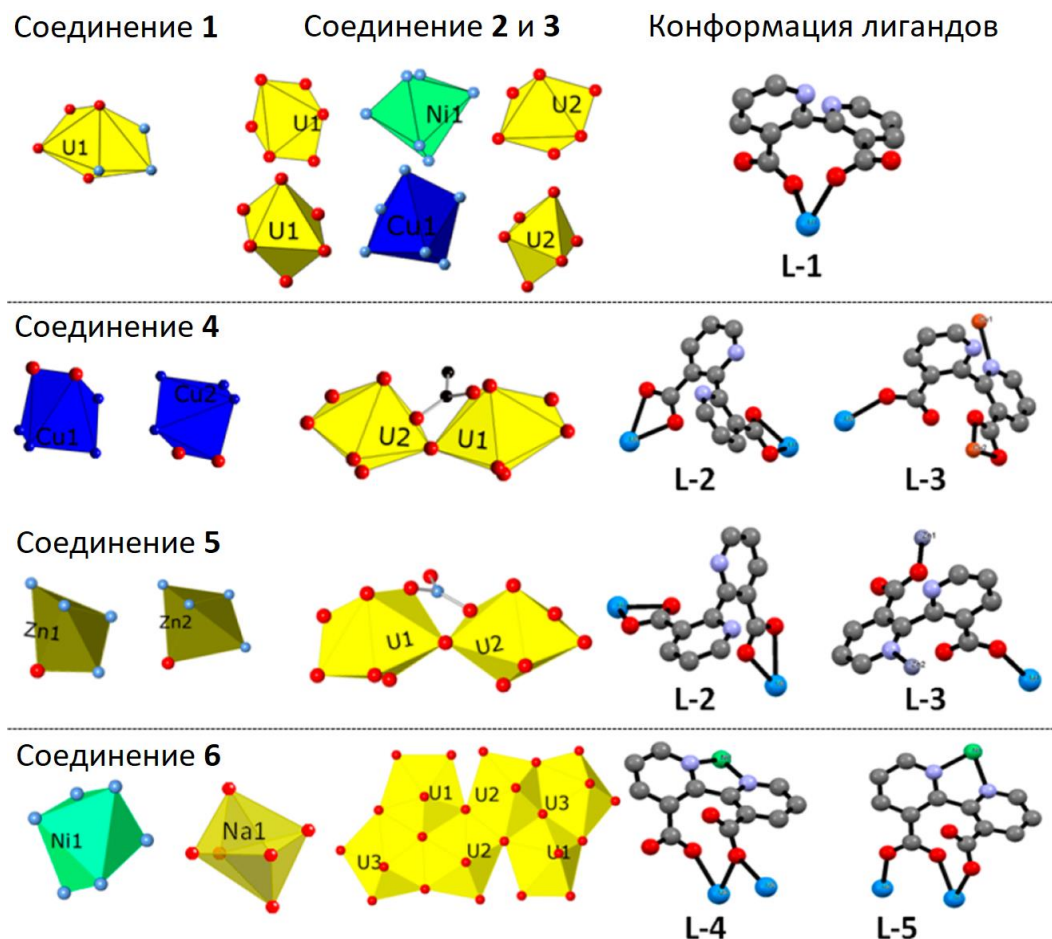 Соединение 1
Соединение 2 и 3
Конформация лигандов
U1
U1
Ni1
U2
U1
Cu1
U2
L-1
Соединение 4
Cu1
Cu2
U2
U1
L-2
L-3
Соединение 5
Zn1
Zn2
U1
U2
L-2
L-3
Соединение 6
Ni1
Na1
U1
U2
U3
U3
U2
U1
L-4
L-5